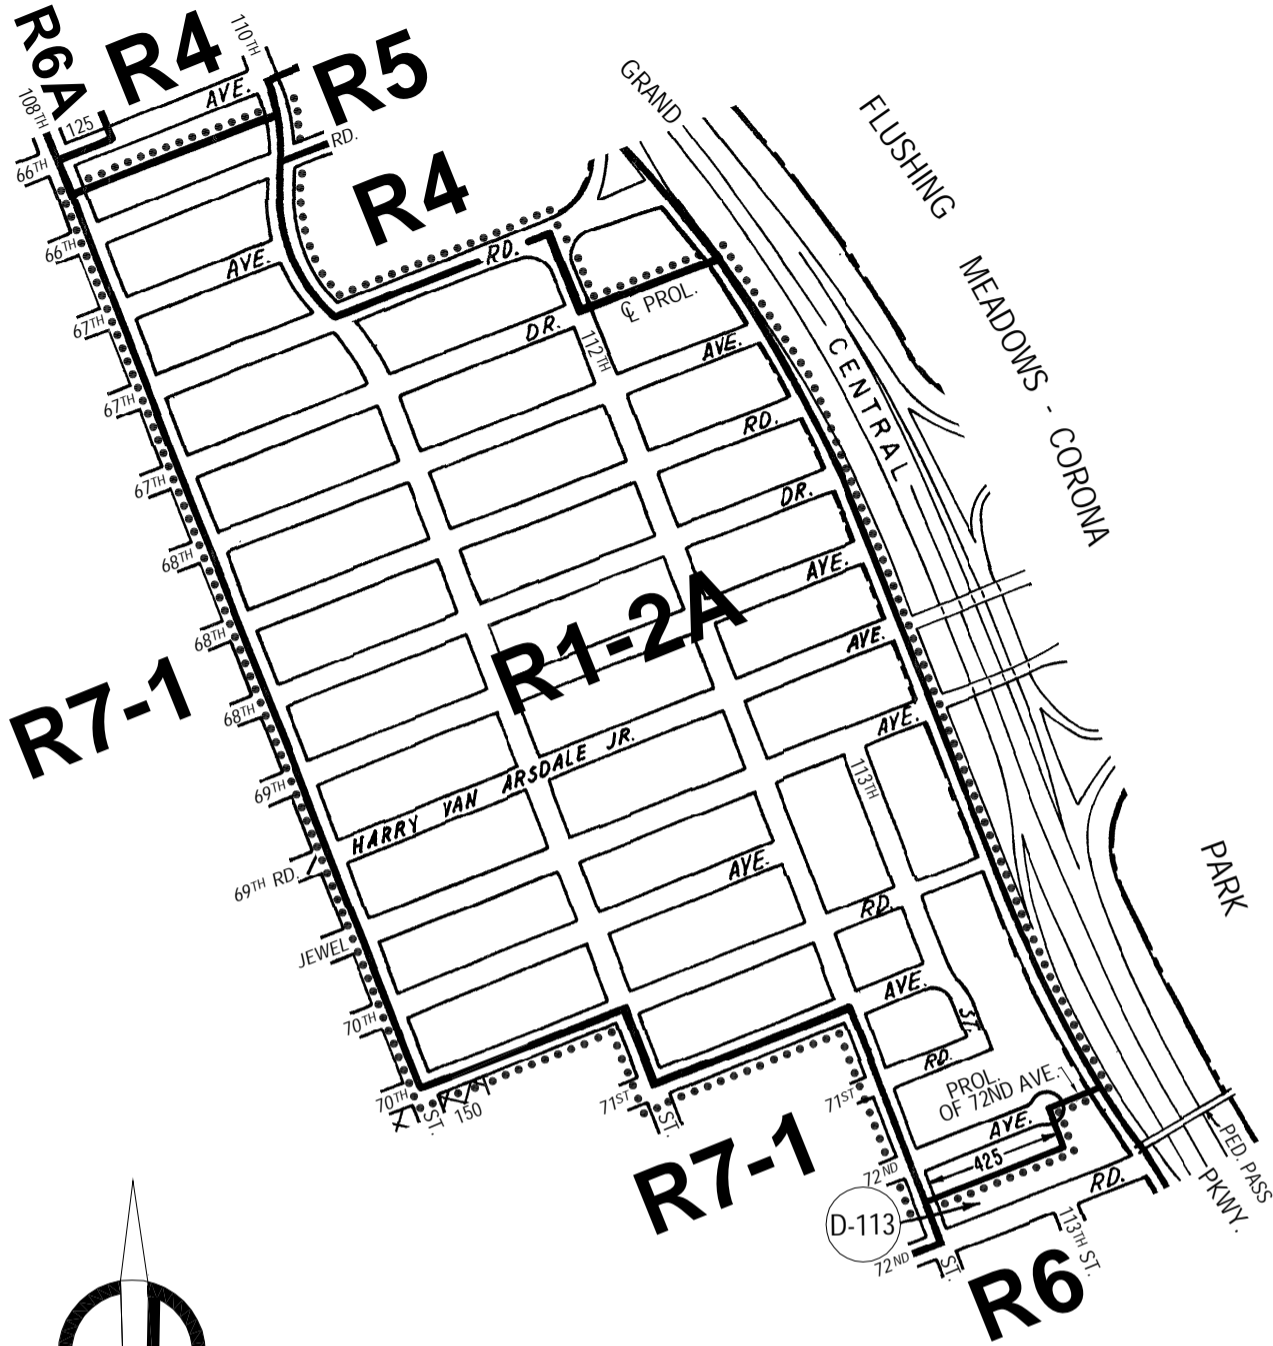 R6A
R4
110TH
R5
108TH
125
AVE.
RD.
66TH
R4
GRAND
FLUSHING
MEADOWS - CORONA
PARK
66TH
AVE.
RD.
℄ PROL.
67TH
DR.
112TH
AVE.
CENTRAL
67TH
RD.
67TH
DR.
68TH
AVE.
R1-2A
68TH
AVE.
R7-1
68TH
AVE.
HARRY VAN ARSDALE JR.
113TH
69TH
69TH RD.
AVE.
RD.
JEWEL
AVE.
70TH
ST.
RD.
70TH
ST.
150
71ST
ST.
71ST
PROL.
OF 72ND AVE.
AVE.
R7-1
425
72ND
RD.
PED. PASS
PKWY.
D-113
72ND
ST.
113TH ST.
R6